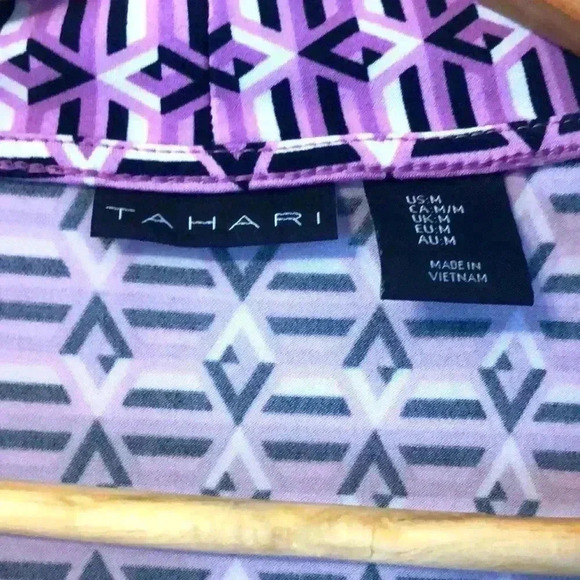 TAHARI
US:M
CA:M/M
UK:M
EU:M
AU:M
MADE IN
VIETNAM